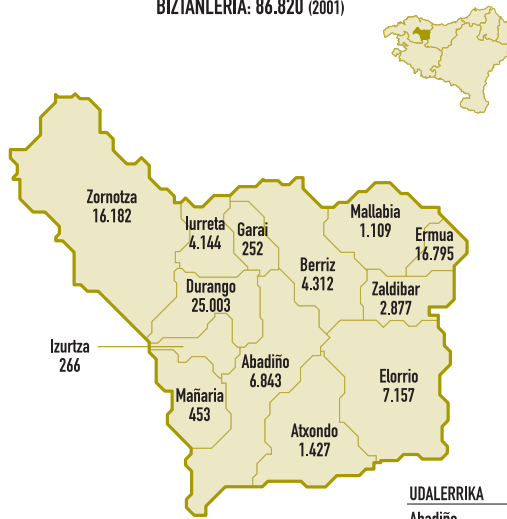 BIZTANLERIA: 86.820 (2001)
Zornotza
16.182
Iurreta
4.144
Garai
252
Mallabia
1.109
Ermua
16.795
Berriz
4.312
Zaldibar
2.877
Durango
25.003
Izurtza
266
Abadiño
6.843
Elorrio
7.157
Mañaria
453
Atxondo
1.427
UDALERRIKA
Abadiño